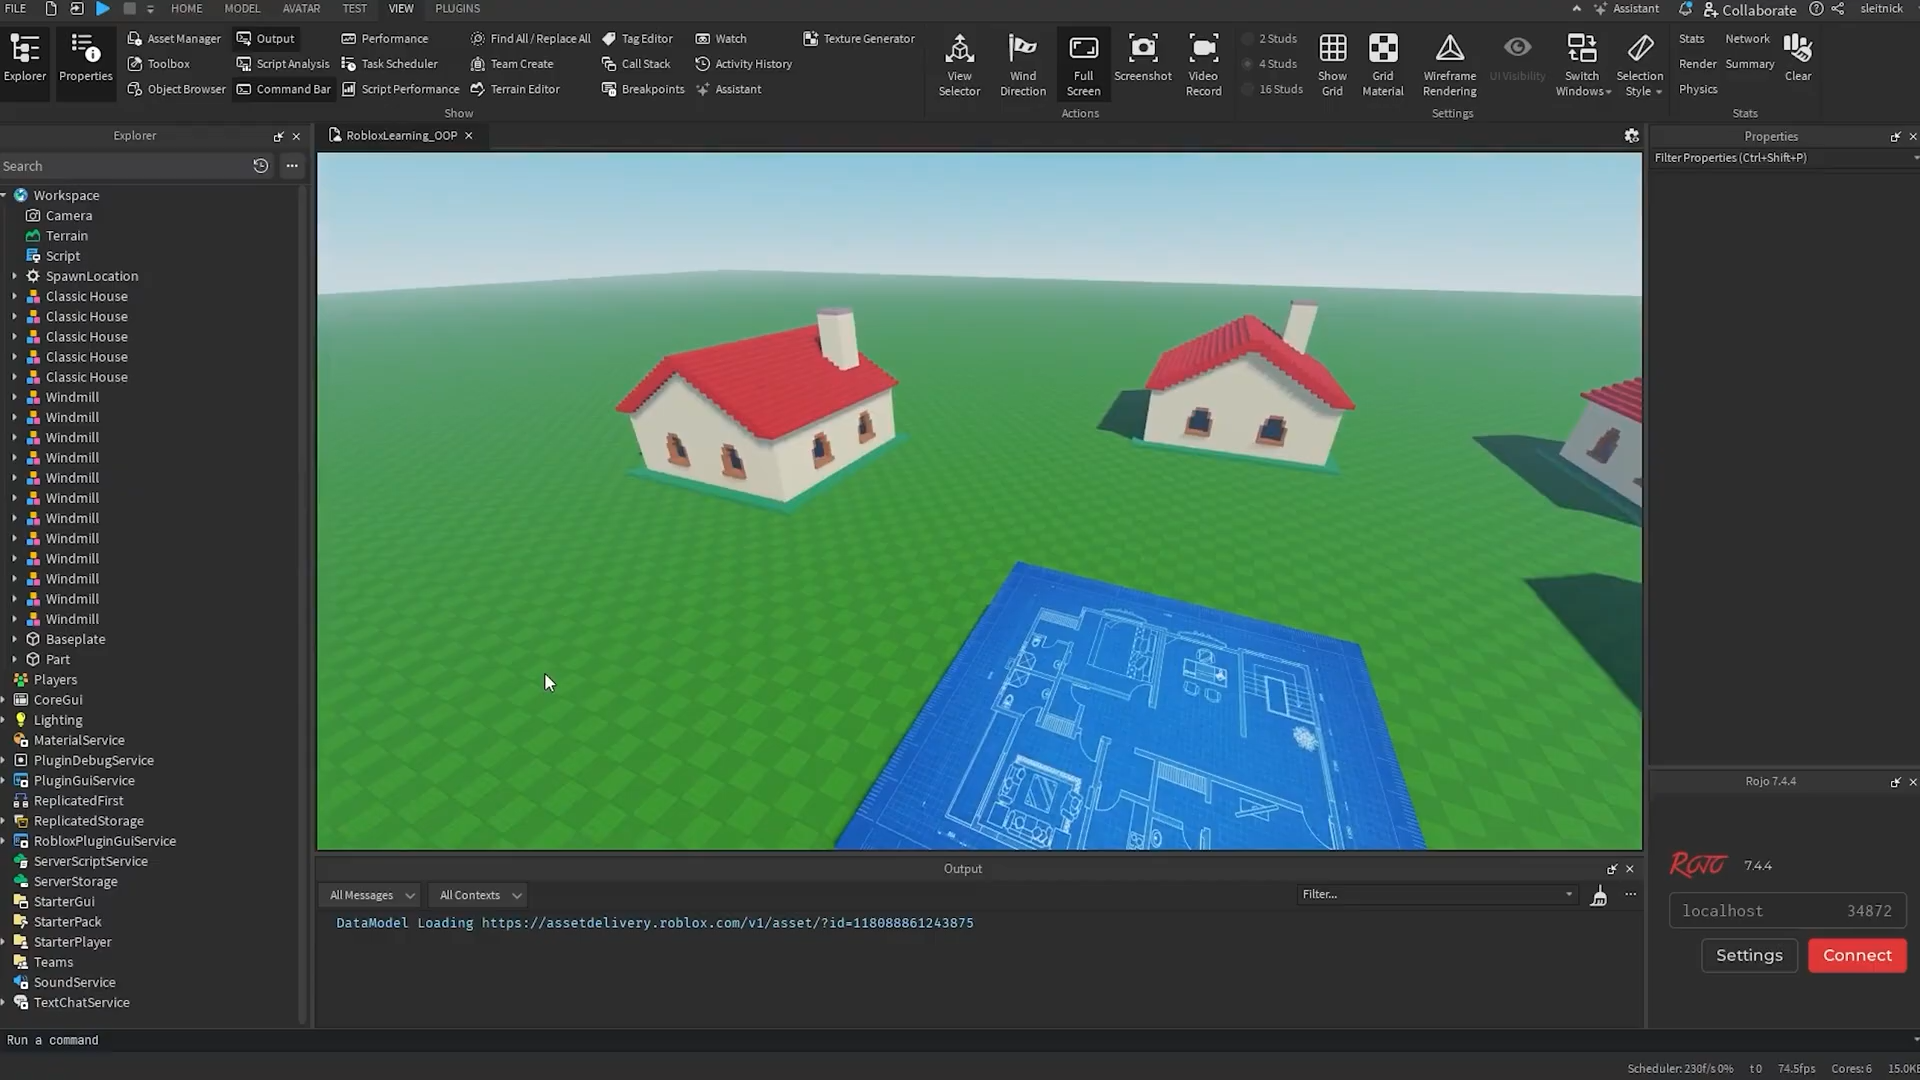 FILE HOME MODEL AVATAR TEST VIEW PLUGINS Assistant Collaborate sleitnick
Explorer
Properties
Asset Manager
Toolbox
Object Browser
Output
Script Analysis
Command Bar
Performance
Task Scheduler
Script Performance
Find All / Replace All
Team Create
Terrain Editor
Tag Editor
Call Stack
Breakpoints
Watch
Activity History
Assistant
Texture Generator
Show
View
Selector
Wind
Direction
Full
Screen
Screenshot
Video
Record
Actions
2 Studs
4 Studs
16 Studs
Show
Grid
Grid
Material
Wireframe
Rendering
UI Visibility
Switch
Windows
Selection
Style
Settings
Stats
Render
Physics
Network
Summary
Clear
Stats
Explorer
Search
Workspace
Camera
Terrain
Script
SpawnLocation
Classic House
Classic House
Classic House
Classic House
Classic House
Windmill
Windmill
Windmill
Windmill
Windmill
Windmill
Windmill
Windmill
Windmill
Windmill
Windmill
Windmill
Baseplate
Part
Players
CoreGui
Lighting
MaterialService
PluginDebugService
PluginGuiService
ReplicatedFirst
ReplicatedStorage
RobloxPluginGuiService
ServerScriptService
ServerStorage
StarterGui
StarterPack
StarterPlayer
Teams
SoundService
TextChatService
RobloxLearning_OOP
Output
All Messages All Contexts Filter...
DataModel Loading https://assetdelivery.roblox.com/v1/asset/?id=118088861243875
Properties
Filter Properties (Ctrl+Shift+P)
Rojo 7.4.4
ROJO 7.4.4
localhost 34872
Settings Connect
Run a command
Scheduler: 230f/s 0% t 0 74.5fps Cores: 6